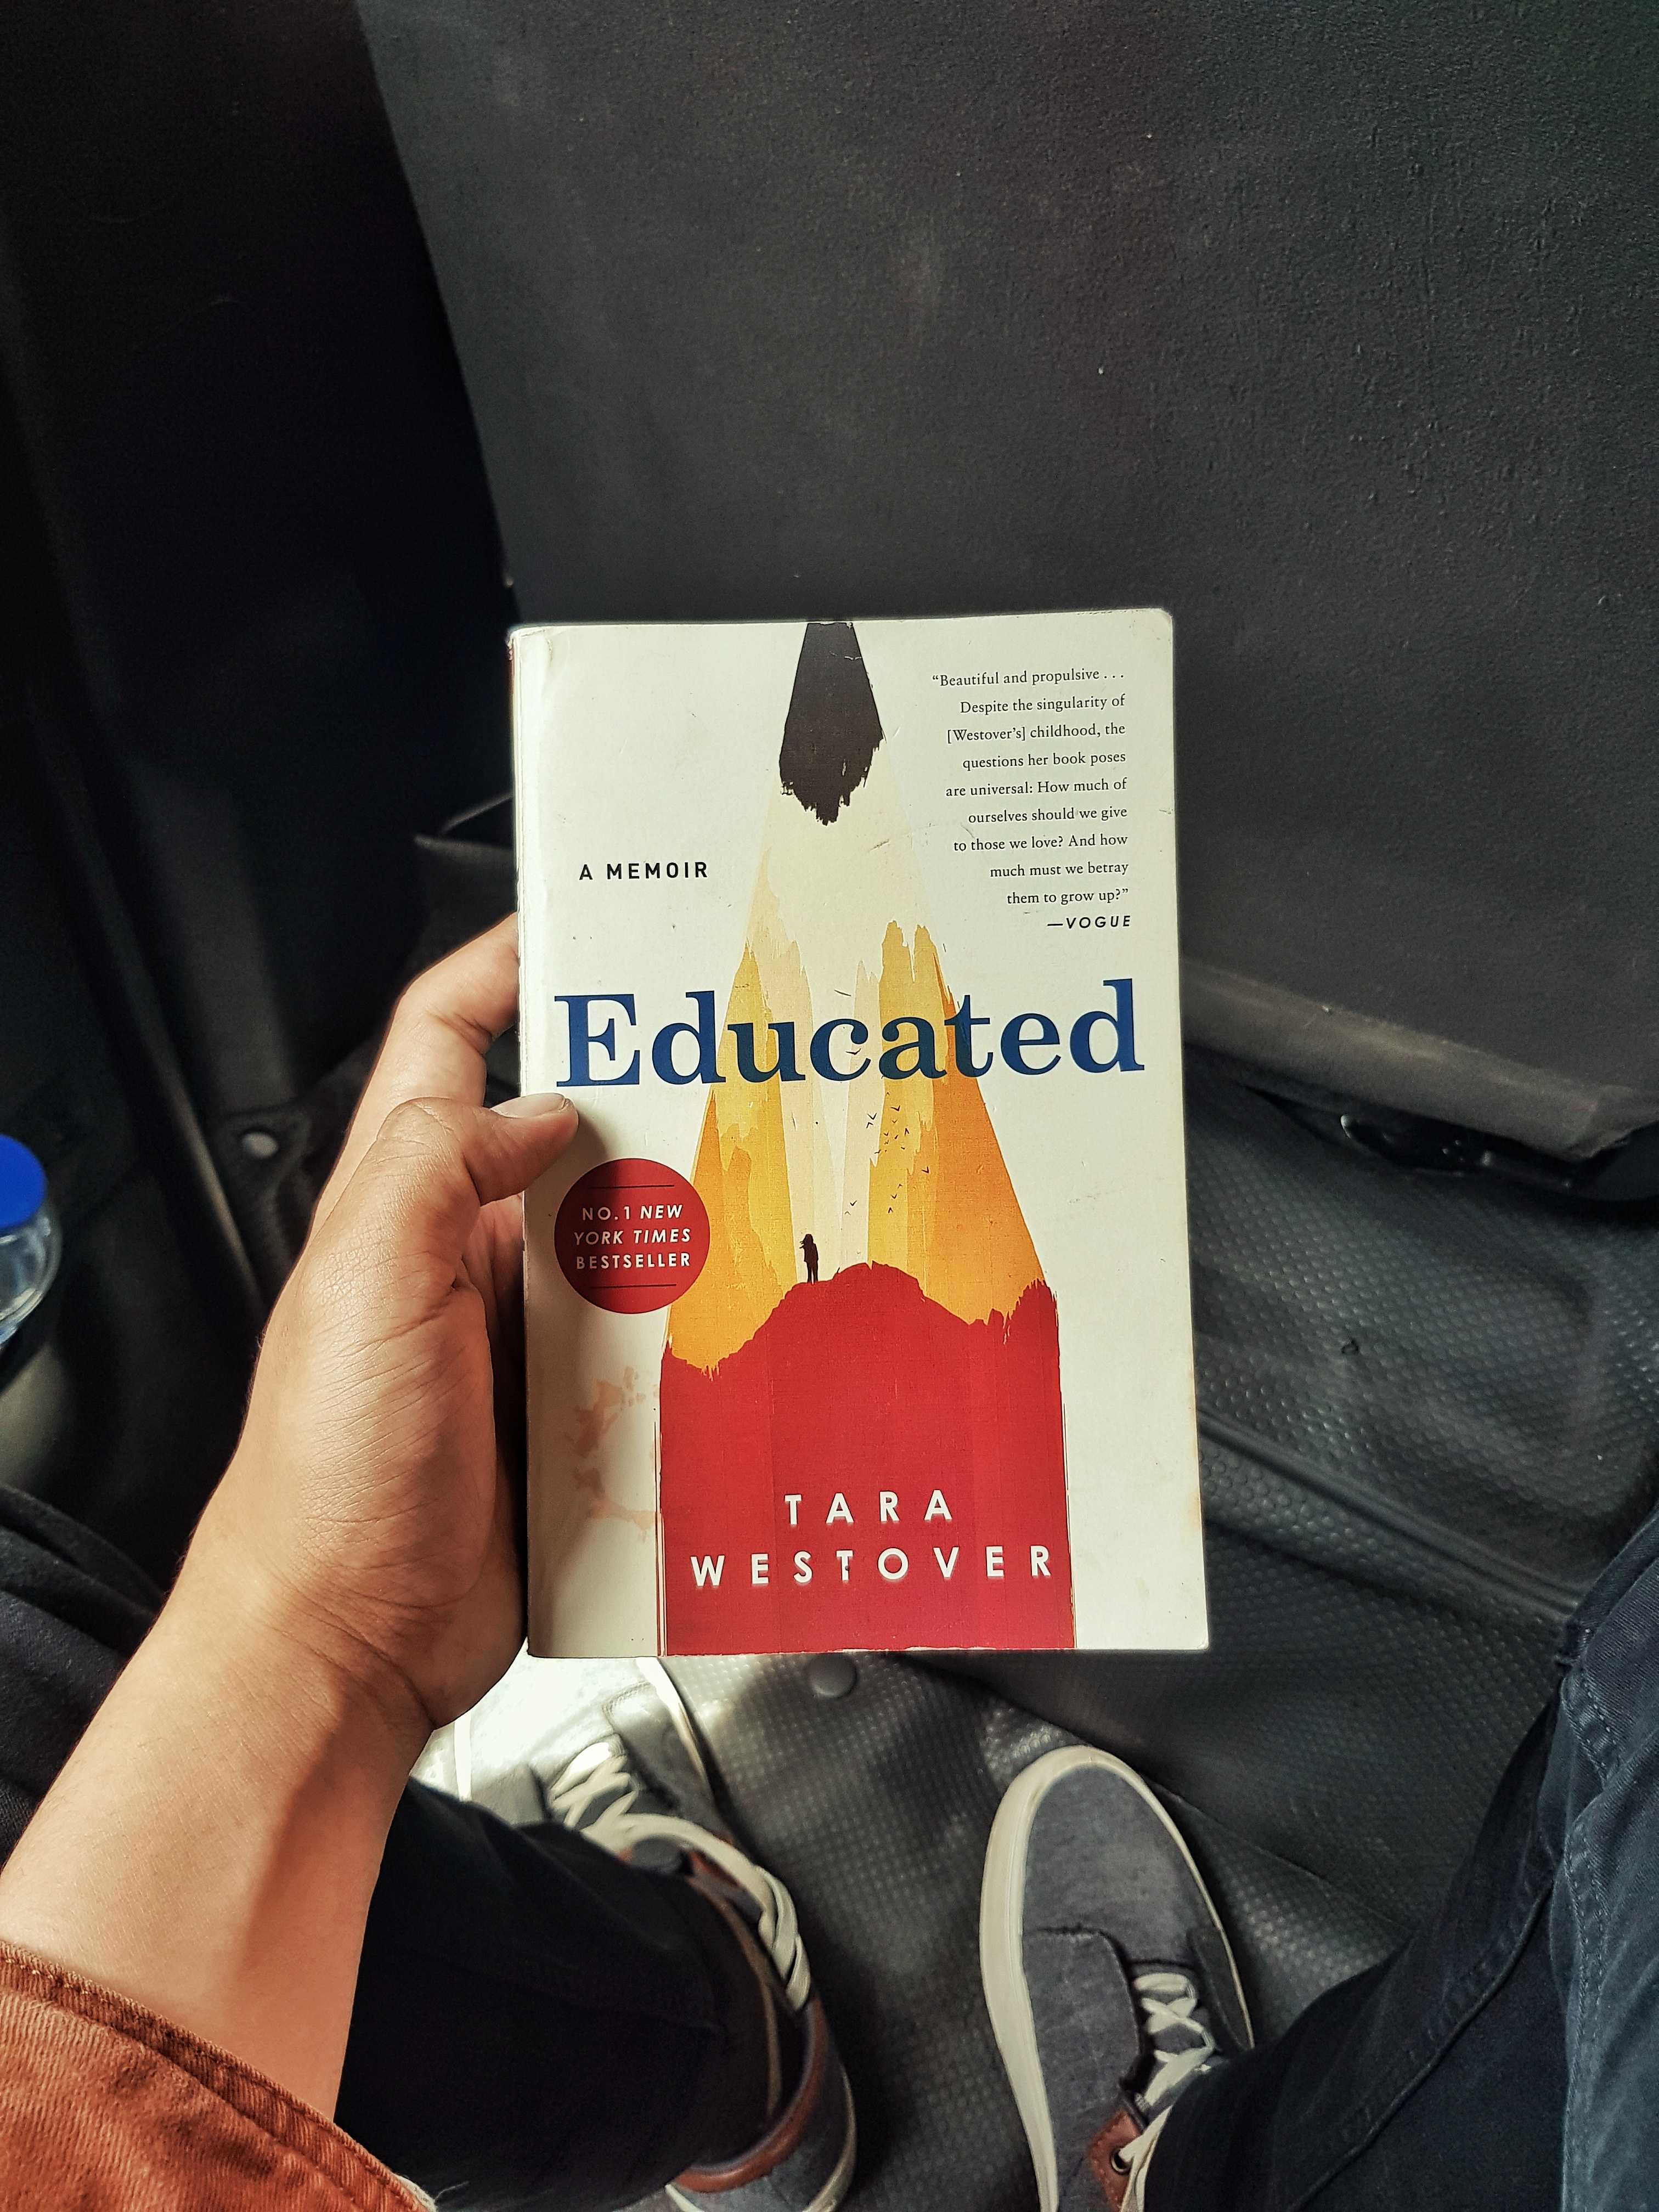 “Beautiful and propulsive . . .
Despite the singularity of
[Westover’s] childhood, the
questions her book poses
are universal: How much of
ourselves should we give
to those we love? And how
much must we betray
them to grow up?”
—VOGUE
A MEMOIR
Educated
NO.1 NEW
YORK TIMES
BESTSELLER
TARA
WESTOVER